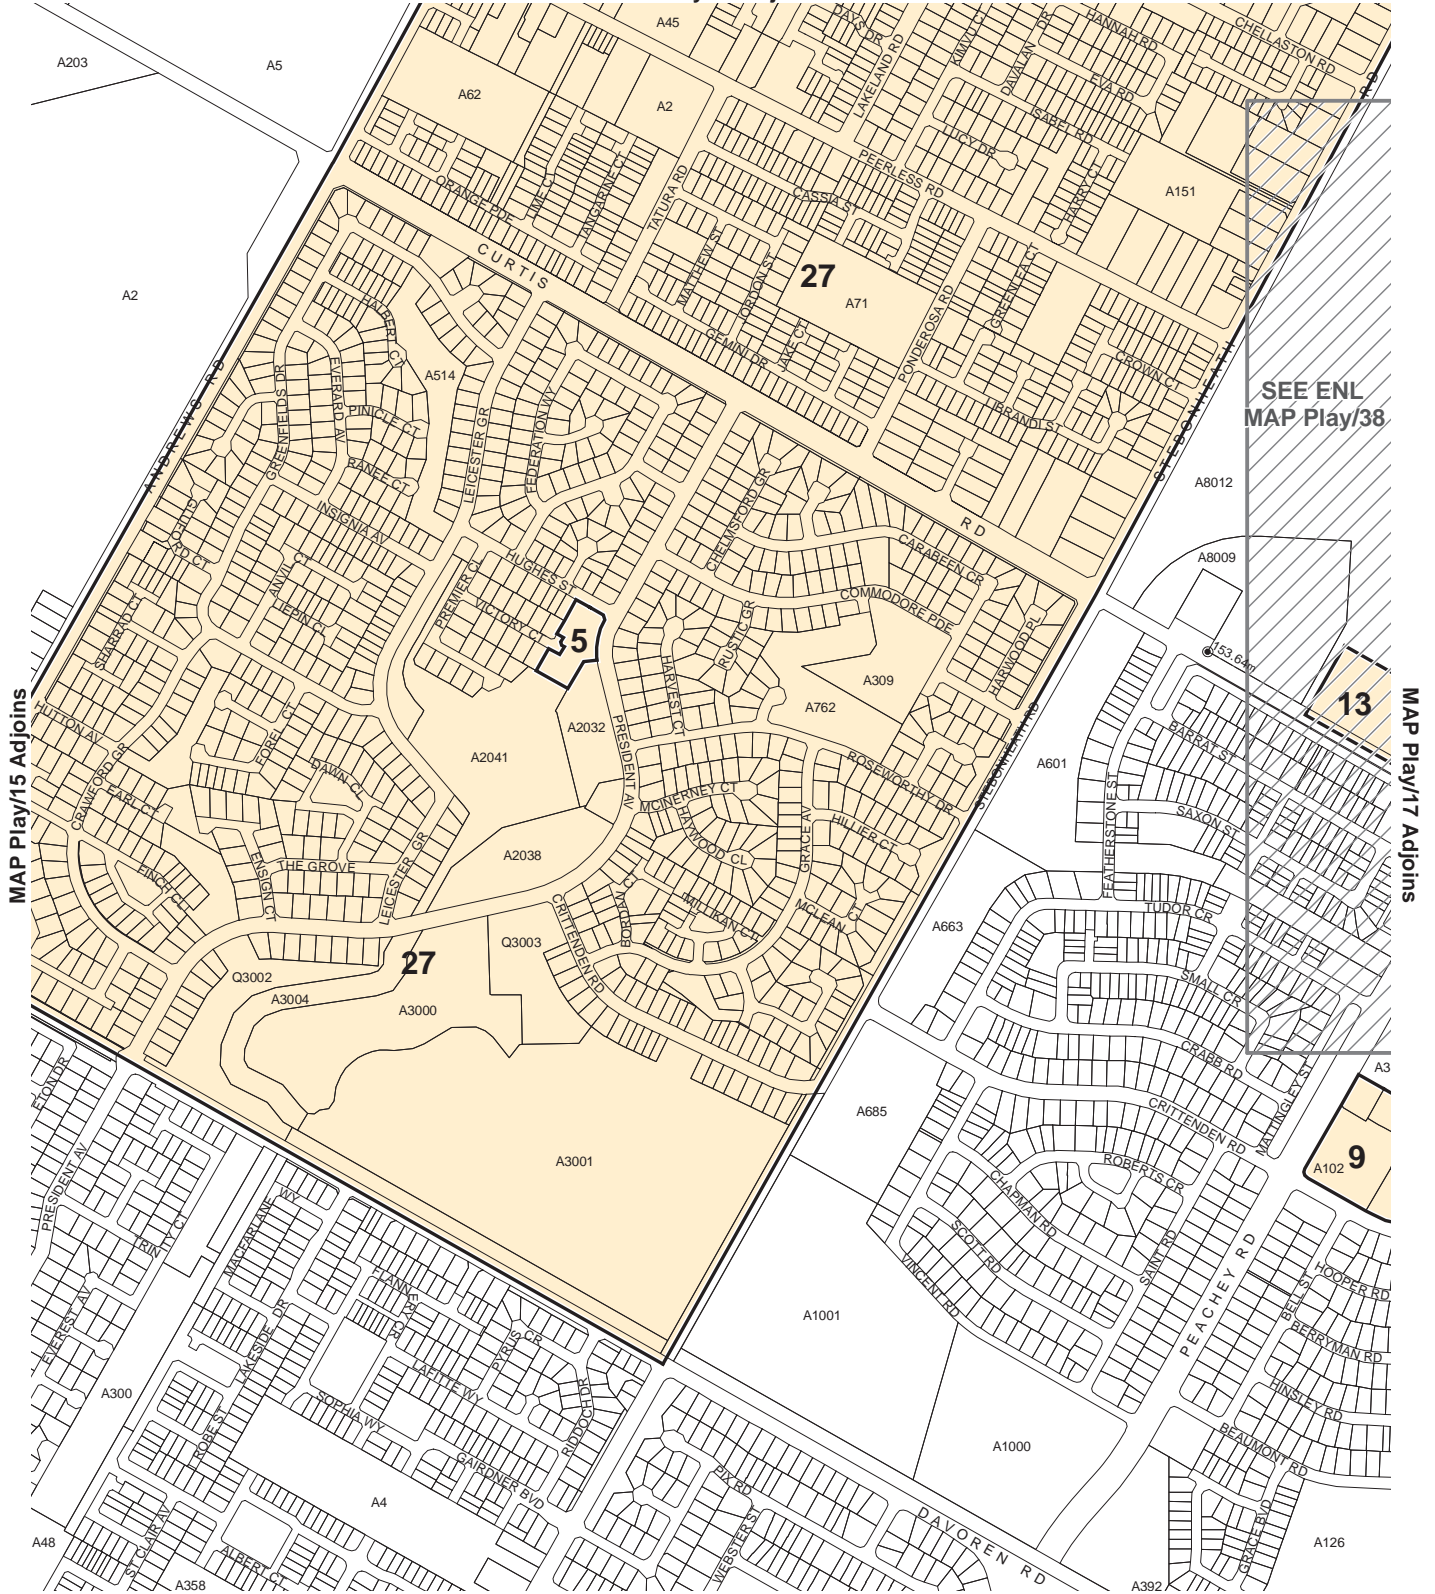 A45
DAYS DR
LAKELAND RD
KIMVU CT
DAVALAN DR
HANNAH RD
CHELLASTON RD
A203
A5
RD
EVA RD
A62
A2
ISABEL RD
LUCY DR
PEERLESS RD
HARRY CT
A151
ORANGE PDE
LIME CT
TANGARINE CT
TATURA RD
CASSIA ST
CURTIS
MATTHEW ST
JORDON ST
27
A71
GREENLEA CT
A2
PONDEROSA RD
HALBERT CT
GEMINI DR
JAKE CT
CROWN CT
STEBONHEATH
ANDREWS RD
A514
SEE ENL
MAP Play/38
GREENFIELDS DR
EVERARD AV
PINICLE CT
LEICESTER GR
FEDERATION WY
LIBRANDI ST
RANEE CT
CHELMSFORD GR
A8012
GILFORD CT
INSIGNIA AV
RD
CARABEEN CR
A8009
ANVIL CT
HUGHES ST
PREMIER CL
VICTORY CT
LIEPIN CL
COMMODORE PDE
SHARRAD CT
5
RUSTIC GR
HARWOOD PL
153.64m
HARVEST CT
A309
13
MAP Play/15 Adjoins
MAP Play/17 Adjoins
HUTTON AV
FOREL CT
A762
A2032
PRESIDENT AV
BARRAT ST
A2041
STEBONHEATH RD
A601
CRAWFORD GR
DAWN CL
ROSEWORTHY DR
EARL CT
MCINERNEY CT
FEATHERSTONE ST
SAXON ST
HAYWOOD CL
GRACE AV
HILLIER CT
A2038
THE GROVE
FINCH CL
ENSIGN CT
LEICESTER GR
TUDOR CR
CRITTENDEN RD
BORDAN CT
MILLIKAN CT
MCLEAN CT
A663
Q3003
27
Q3002
A3004
A3000
SMALL CR
CRABB RD
A3
ETON DR
A685
CRITTENDEN RD
MATTINGLEY ST
PRESIDENT AV
A3001
ROBERTS CR
A102
9
CHAPMAN RD
MACFARLANE WY
TRINITY CT
SCOTT RD
SAINT RD
PEACHEY RD
VINCENT RD
FLANNERY CR
HOOPER RD
BELL ST
A1001
EVEREST AV
LAKESIDE DR
PYRUS CR
BERRYMAN RD
LAFITTE WY
A300
SOPHIA WY
RIDDOCH DR
HINSLEY RD
ROBE ST
BEAUMONT RD
A1000
GAIRDNER BVD
PIX RD
A4
DAVOREN RD
WEBSTER ST
GRACE BVD
A48
ST CLAIR AV
ALBERT CT
A126
A358
A392